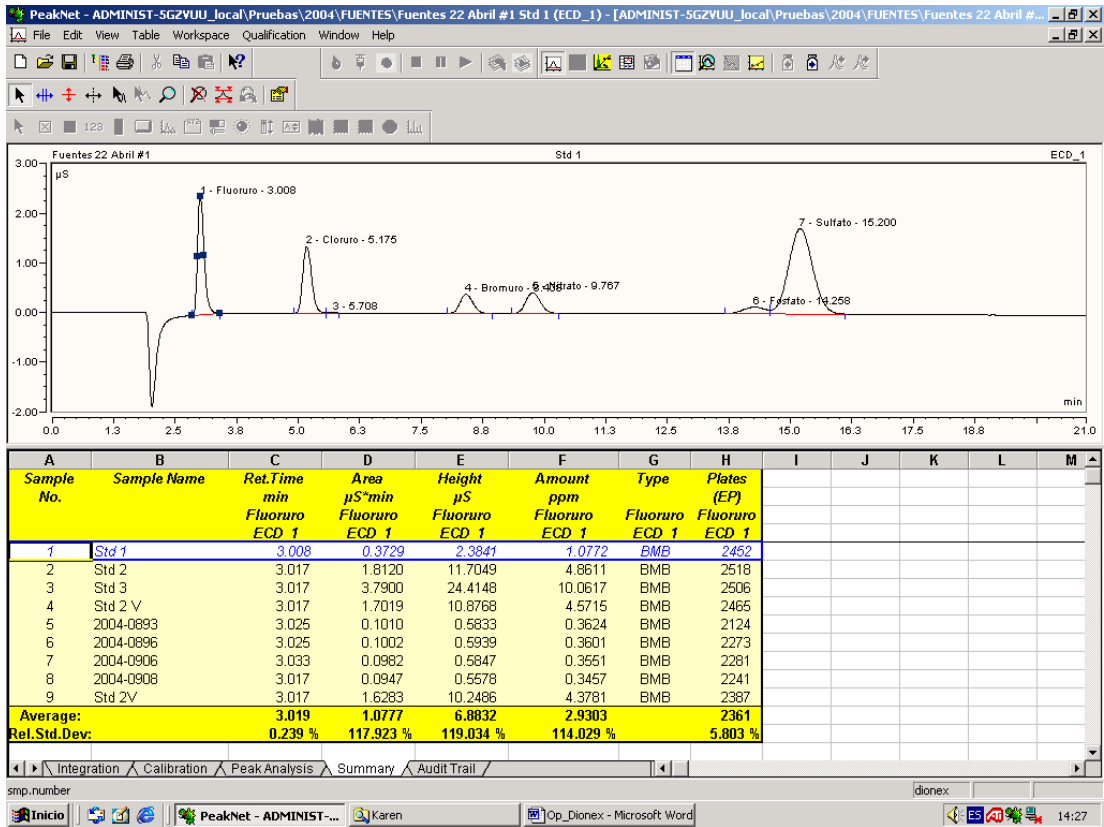 PeakNet - ADMINIST-5GZVUU_local\Pruebas\2004\FUENTES\Fuentes 22 Abril #1 Std 1 (ECD_1) - [ADMINIST-5GZVUU_local\Pruebas\2004\FUENTES\Fuentes 22 Abril #...
File Edit View Table Workspace Qualification Window Help
123
Fuentes 22 Abril #1 Std 1 ECD_1
µS
3.00
2.00
1.00
0.00
-1.00
-2.00
1 - Fluoruro - 3.008
2 - Cloruro - 5.175
3 - 5.708
4 - Bromuro -
Nitrato - 9.767
6 - Fosfato - 14.258
7 - Sulfato - 15.200
min
0.0 1.3 2.5 3.8 5.0 6.3 7.5 8.8 10.0 11.3 12.5 13.8 15.0 16.3 17.5 18.8 21.0
A B C D E F G H I J K L M
Sample Sample Name Ret.Time Area Height Amount Type Plates
No. min µS*min µS ppm (EP)
Fluoruro Fluoruro Fluoruro Fluoruro Fluoruro Fluoruro
ECD_1 ECD_1 ECD_1 ECD_1 ECD_1 ECD_1
1 Std 1 3.008 0.3729 2.3841 1.0772 BMB 2452
2 Std 2 3.017 1.8120 11.7049 4.8611 BMB 2518
3 Std 3 3.017 3.7900 24.4148 10.0617 BMB 2506
4 Std 2 V 3.017 1.7019 10.8768 4.5715 BMB 2465
5 2004-0893 3.025 0.1010 0.5833 0.3624 BMB 2124
6 2004-0896 3.025 0.1002 0.5939 0.3601 BMB 2273
7 2004-0906 3.033 0.0982 0.5847 0.3551 BMB 2281
8 2004-0908 3.017 0.0947 0.5578 0.3457 BMB 2241
9 Std 2V 3.017 1.6283 10.2486 4.3781 BMB 2387
Average: 3.019 1.0777 6.8832 2.9303 2361
Rel.Std.Dev: 0.239 % 117.923 % 119.034 % 114.029 % 5.803 %
Integration Calibration Peak Analysis Summary Audit Trail
smp.number dionex
Inicio PeakNet - ADMINIST-... Karen Op_Dionex - Microsoft Word ES 14:27